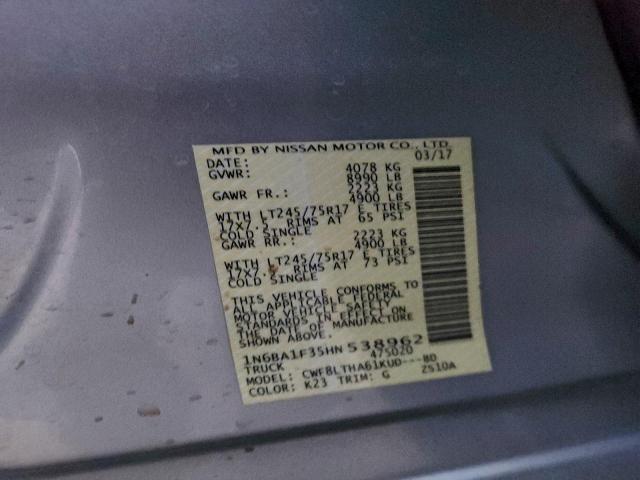 MFD BY NISSAN MOTOR CO., LTD.
DATE: 03/17
GVWR: 4078 KG
8990 LB
GAWR FR.: 2223 KG
4900 LB
WITH LT245/75R17 E TIRES
17X7.5 RIMS AT 65 PSI
COLD SINGLE
GAWR RR.: 2223 KG
4900 LB
WITH LT245/75R17 E TIRES
17X7.5 RIMS AT 73 PSI
COLD SINGLE
THIS VEHICLE CONFORMS TO
ALL APPLICABLE FEDERAL
MOTOR VEHICLE SAFETY
STANDARDS IN EFFECT ON
THE DATE OF MANUFACTURE
SHOWN ABOVE.
1N6BA1F35HN538962
TRUCK 475020
MODEL: CWF8LTHA61KUD---8D
COLOR: K23 TRIM: G ZS10A